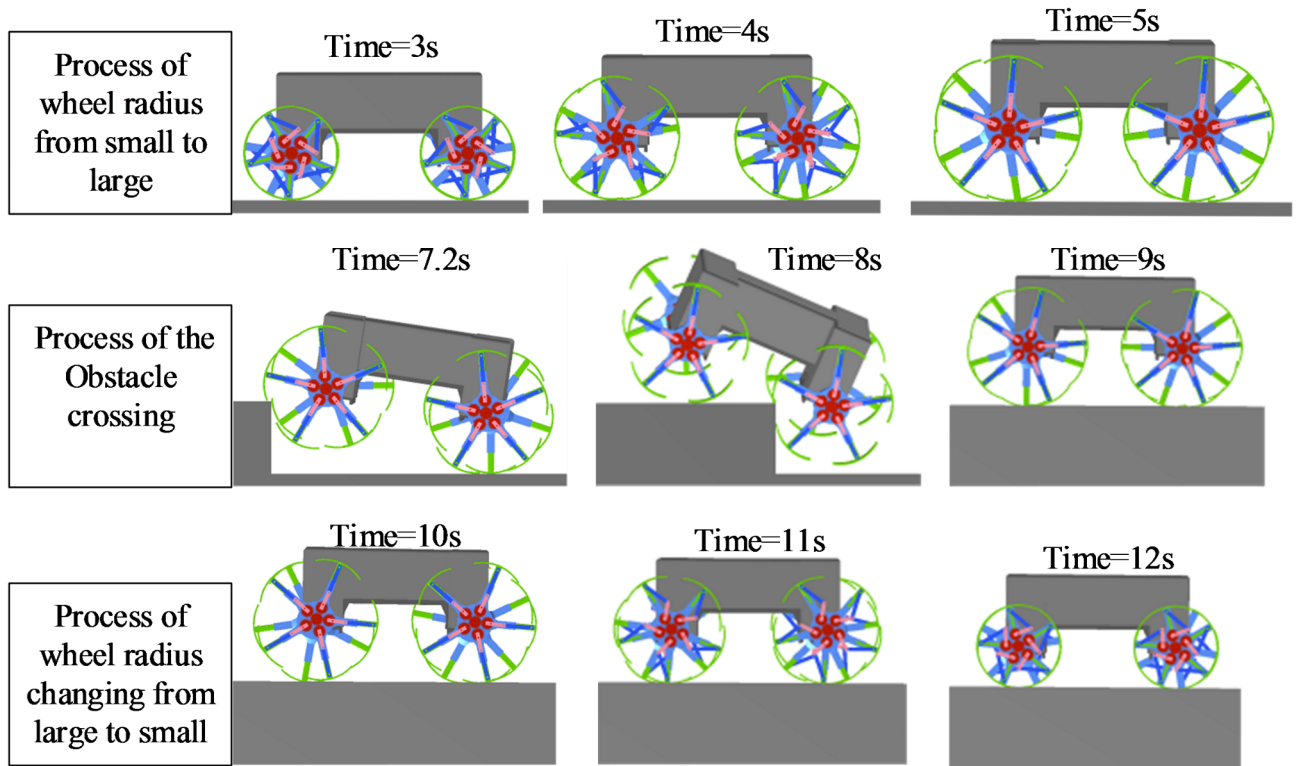 Process of
wheel radius
from small to
large
Time=3s
Time=4s
Time=5s
Process of the
Obstacle
crossing
Time=7.2s
Time=8s
Time=9s
Process of
wheel radius
changing from
large to small
Time=10s
Time=11s
Time=12s